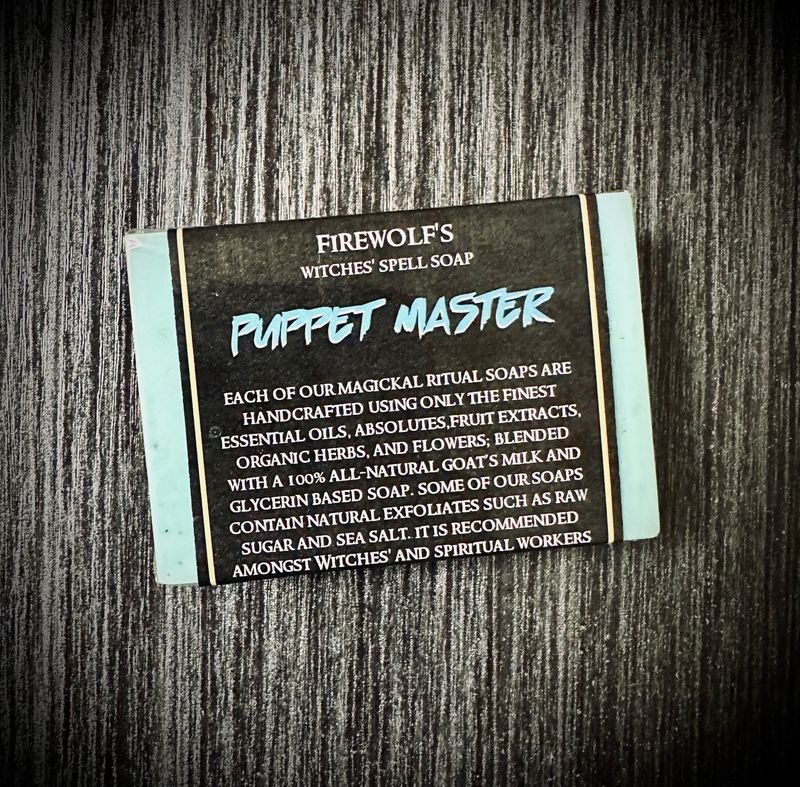 FIREWOLF'S
WITCHES' SPELL SOAP
PUPPET MASTER
EACH OF OUR MAGICKAL RITUAL SOAPS ARE
HANDCRAFTED USING ONLY THE FINEST
ESSENTIAL OILS, ABSOLUTES,FRUIT EXTRACTS,
ORGANIC HERBS, AND FLOWERS; BLENDED
WITH A 100% ALL-NATURAL GOAT'S MILK AND
GLYCERIN BASED SOAP. SOME OF OUR SOAPS
CONTAIN NATURAL EXFOLIATES SUCH AS RAW
SUGAR AND SEA SALT. IT IS RECOMMENDED
AMONGST WITCHES' AND SPIRITUAL WORKERS